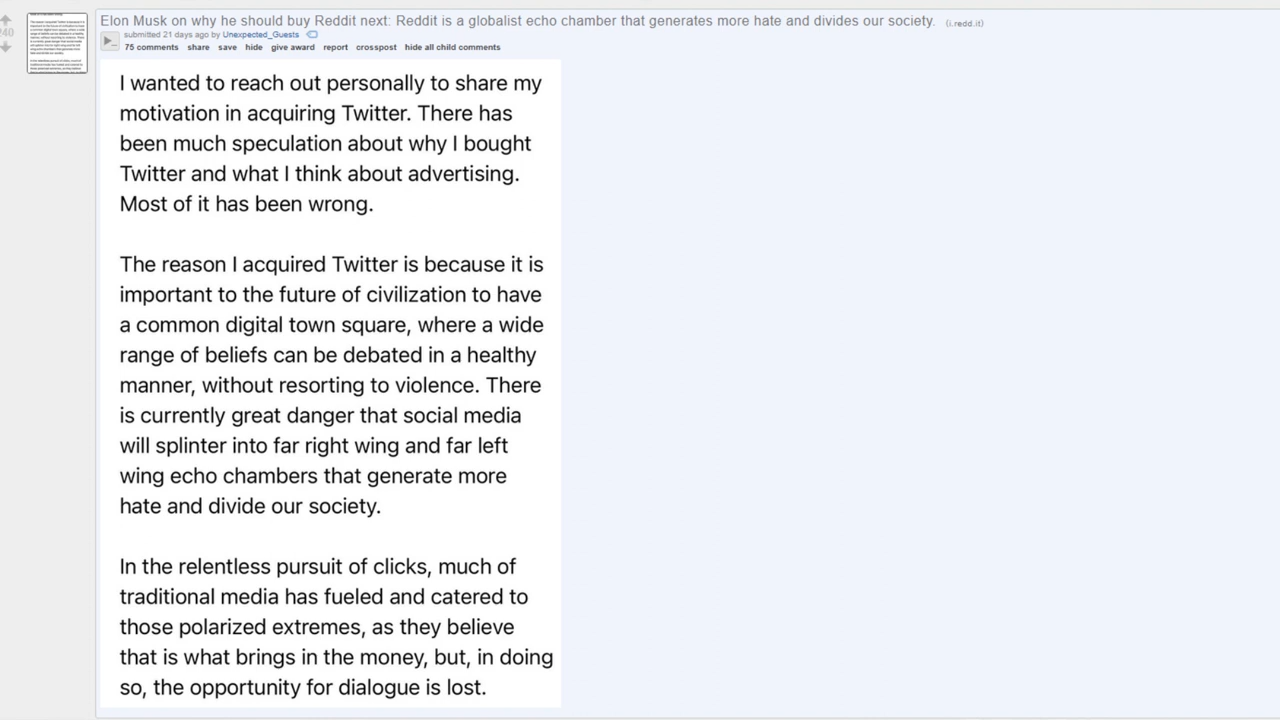 Elon Musk on why he should buy Reddit next: Reddit is a far left echo chamber that generates more hate and divides our society. (i.redd.it)
submitted 21 days ago by Unexpected_Guests
75 comments share save hide give award report crosspost hide all child comments
I wanted to reach out personally to share my
motivation in acquiring Twitter. There has
been much speculation about why I bought
Twitter and what I think about advertising.
Most of it has been wrong.
The reason I acquired Twitter is because it is
important to the future of civilization to have
a common digital town square, where a wide
range of beliefs can be debated in a healthy
manner, without resorting to violence. There
is currently great danger that social media
will splinter into far right wing and far left
wing echo chambers that generate more
hate and divide our society.
In the relentless pursuit of clicks, much of
traditional media has fueled and catered to
those polarized extremes, as they believe
that is what brings in the money, but, in doing
so, the opportunity for dialogue is lost.